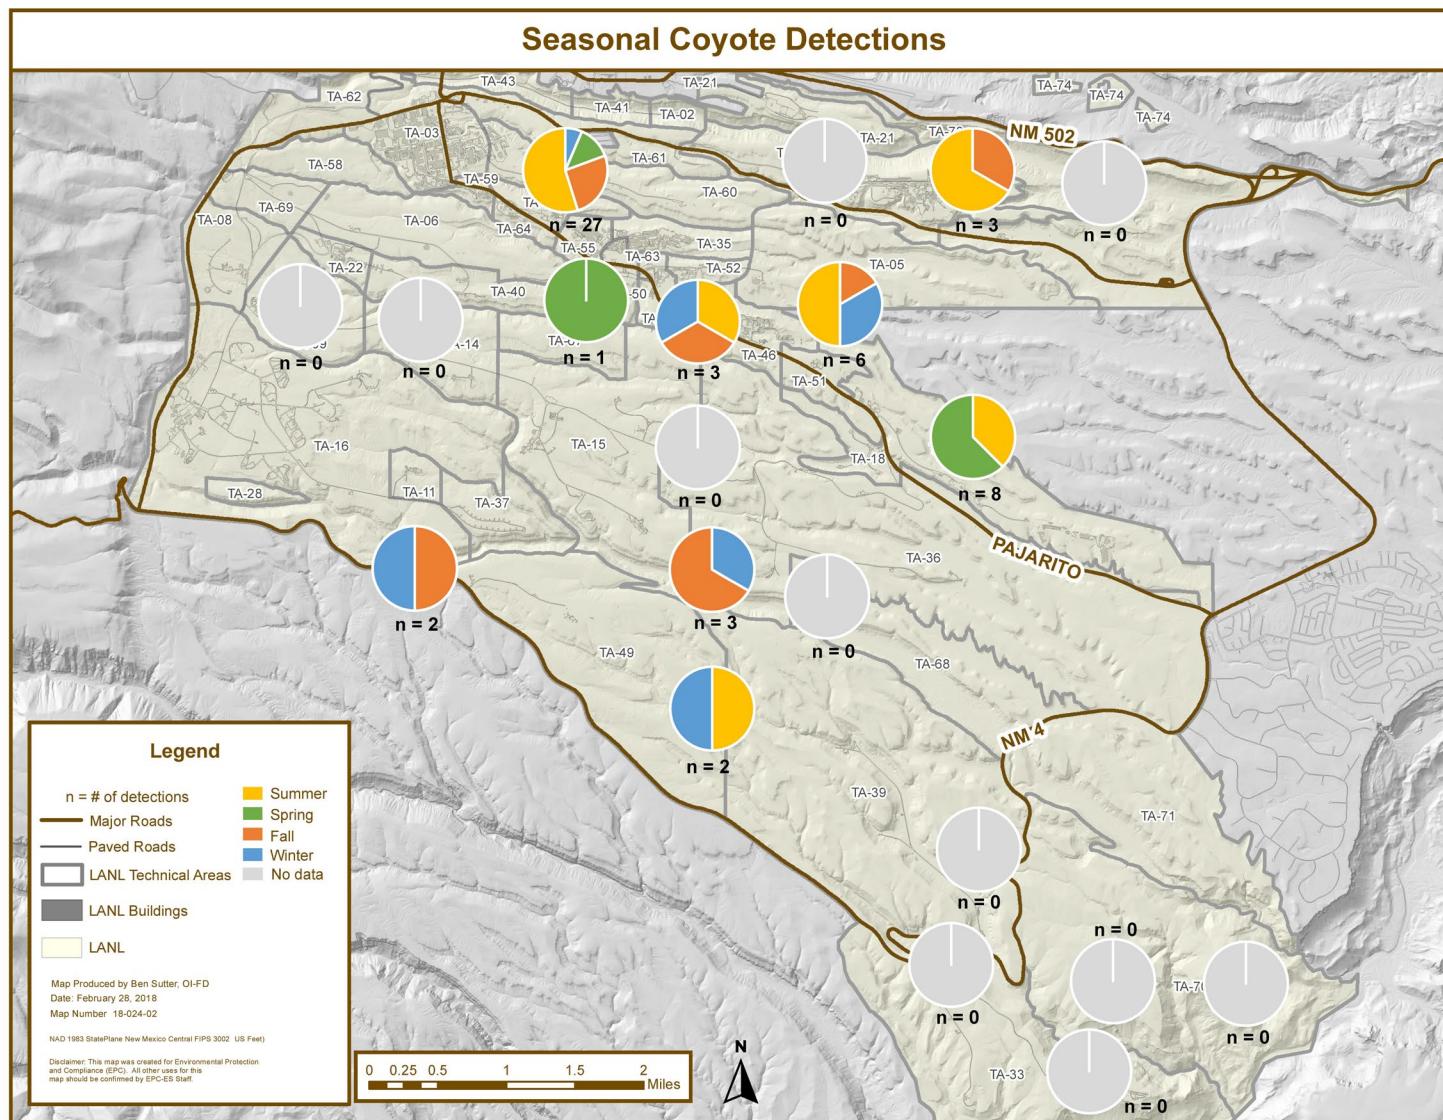 Seasonal Coyote Detections
TA-43
TA-21
TA-74
TA-74
TA-74
TA-62
TA-41
TA-02
TA-03
TA-21
NM 502
TA-58
TA-61
TA-59
TA-60
n = 27
n = 0
n = 3
n = 0
TA-08
TA-69
TA-06
TA-64
TA-55
TA-35
TA-63
TA-52
TA-05
TA-22
TA-40
-50
n = 0
n = 0
-14
n = 1
n = 3
TA-46
n = 6
TA-51
TA-16
TA-15
TA-18
n = 0
n = 8
TA-28
TA-11
TA-37
PAJARITO
TA-36
n = 2
n = 3
n = 0
TA-49
TA-68
n = 2
NM 4
TA-39
TA-71
n = 0
n = 0
n = 0
n = 0
TA-33
n = 0
Legend
n = # of detections
Major Roads
Paved Roads
LANL Technical Areas
LANL Buildings
LANL
Summer
Spring
Fall
Winter
No data
Map Produced by Ben Sutter, OI-FD
Date: February 28, 2018
Map Number 18-024-02
NAD 1983 StatePlane New Mexico Central FIPS 3002 US Feet)
Disclaimer: This map was created for Environmental Protection
and Compliance (EPC). All other uses for this
map should be confirmed by EPC-ES Staff.
0 0.25 0.5 1 1.5 2
Miles
N